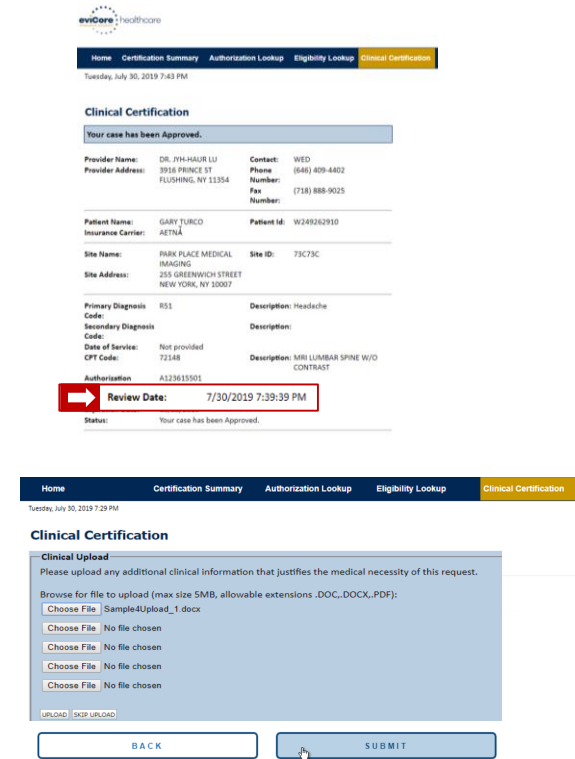 eviCore healthcare
Home Certification Summary Authorization Lookup Eligibility Lookup Clinical Certification
Tuesday, July 30, 2019 7:43 PM
Clinical Certification
Your case has been Approved.
Provider Name: DR. JYH-HAUR LU Contact: WED
Provider Address: 3916 PRINCE ST Phone (646) 409-4402
FLUSHING, NY 11354 Number:
Fax (718) 888-9025
Number:
Patient Name: GARY TURCO Patient Id: W249262910
Insurance Carrier: AETNA
Site Name: PARK PLACE MEDICAL Site ID: 73C73C
IMAGING
Site Address: 255 GREENWICH STREET
NEW YORK, NY 10007
Primary Diagnosis R51 Description: Headache
Code:
Secondary Diagnosis Description:
Code:
Date of Service: Not provided
CPT Code: 72148 Description: MRI LUMBAR SPINE W/O
CONTRAST
Authorization A123615501
Review Date: 7/30/2019 7:39:39 PM
Status: Your case has been Approved.
Home Certification Summary Authorization Lookup Eligibility Lookup Clinical Certification
Tuesday, July 30, 2019 7:29 PM
Clinical Certification
Clinical Upload
Please upload any additional clinical information that justifies the medical necessity of this request.
Browse for file to upload (max size 5MB, allowable extensions .DOC,.DOCX,.PDF):
Choose File Sample4Upload_1.docx
Choose File No file chosen
Choose File No file chosen
Choose File No file chosen
Choose File No file chosen
UPLOAD SKIP UPLOAD
BACK SUBMIT